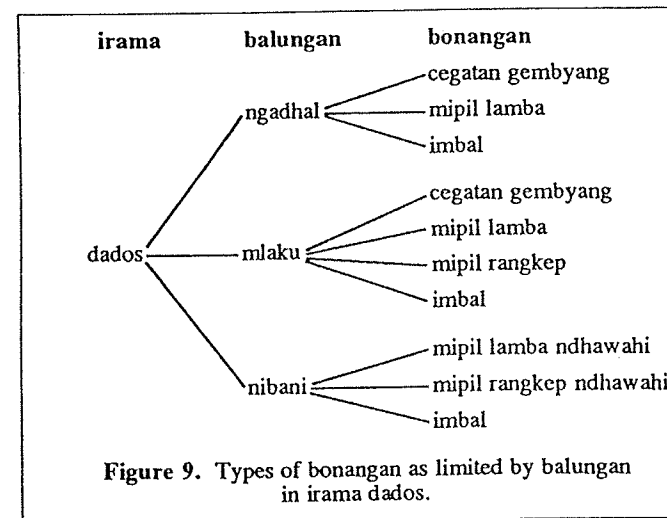 irama balungan bonangan
cegatan gembyang
ngadhal mipil lamba
imbal
cegatan gembyang
mipil lamba
dados mlaku mipil rangkep
imbal
mipil lamba ndhawahi
nibani mipil rangkep ndhawahi
imbal
Figure 9. Types of bonangan as limited by balungan
in irama dados.